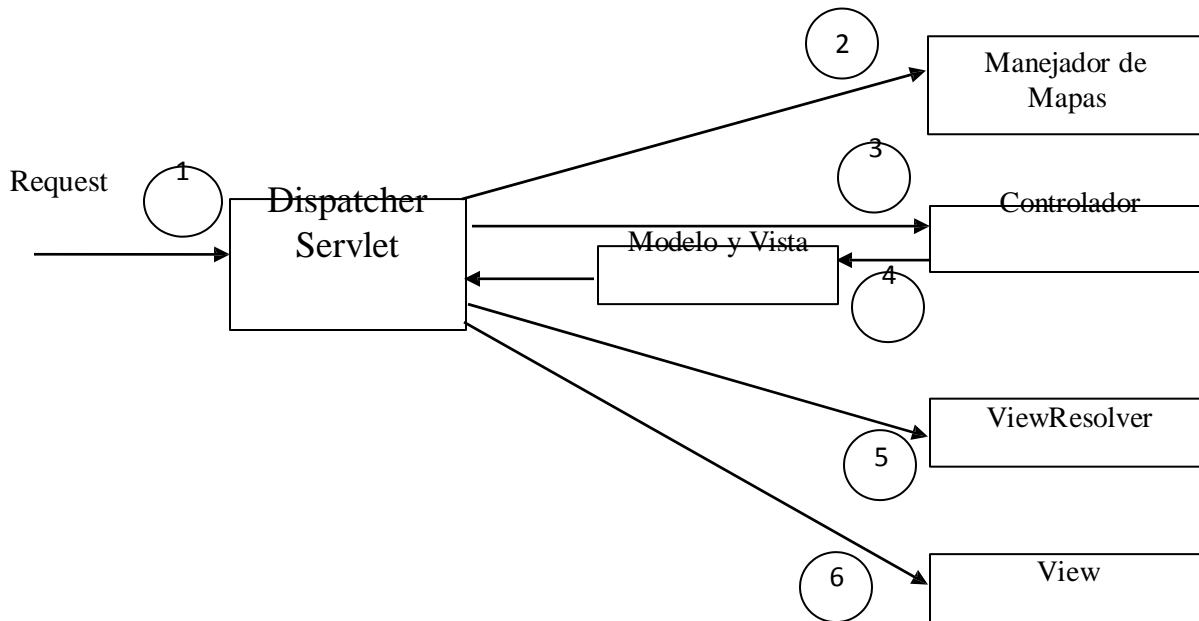 2
Manejador de
Mapas
1
Request
3
Dispatcher
Servlet
Controlador
Modelo y Vista
4
ViewResolver
5
6
View